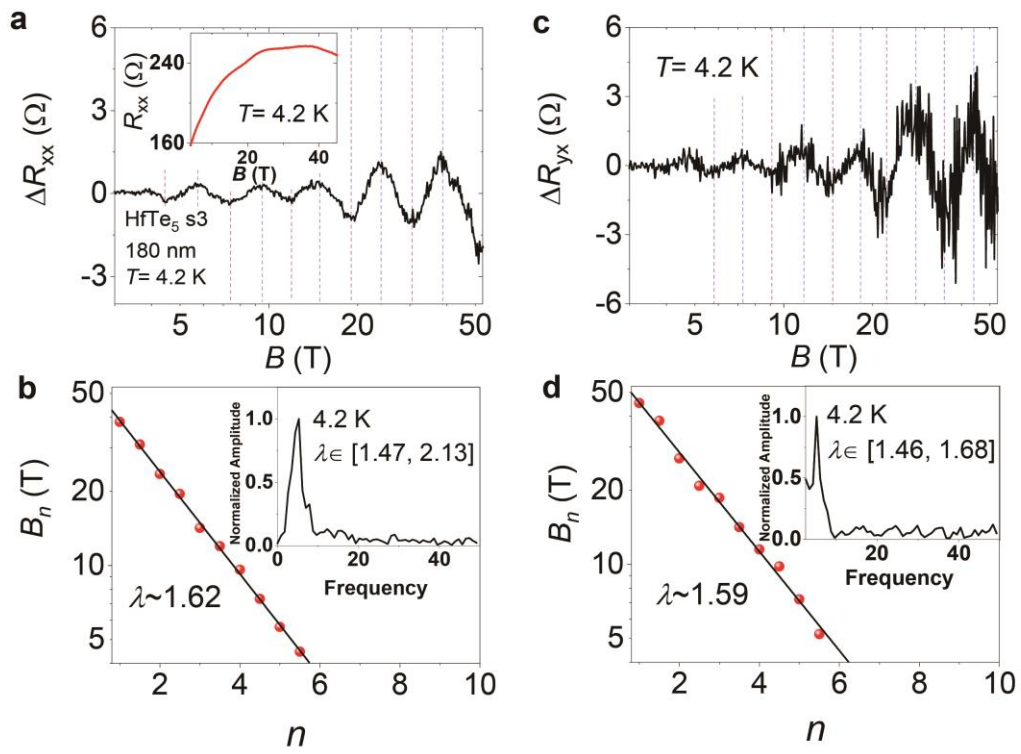 a
6
3
0
-3
ΔRxx (Ω)
240
160
Rxx (Ω)
T= 4.2 K
20 40
B (T)
HfTe5 s3
180 nm
T= 4.2 K
5 10 20 50
B (T)
c
6
3
0
-3
-6
ΔRyx (Ω)
T= 4.2 K
5 10 20 50
B (T)
b
50
20
10
5
Bn (T)
Normalized Amplitude
1.0
0.5
0.0
4.2 K
λ∈ [1.47, 2.13]
0 20 40
Frequency
λ~1.62
2 4 6 8 10
n
d
50
20
10
5
Bn (T)
Normalized Amplitude
1.0
0.5
0.0
4.2 K
λ∈ [1.46, 1.68]
20 40
Frequency
λ~1.59
2 4 6 8 10
n